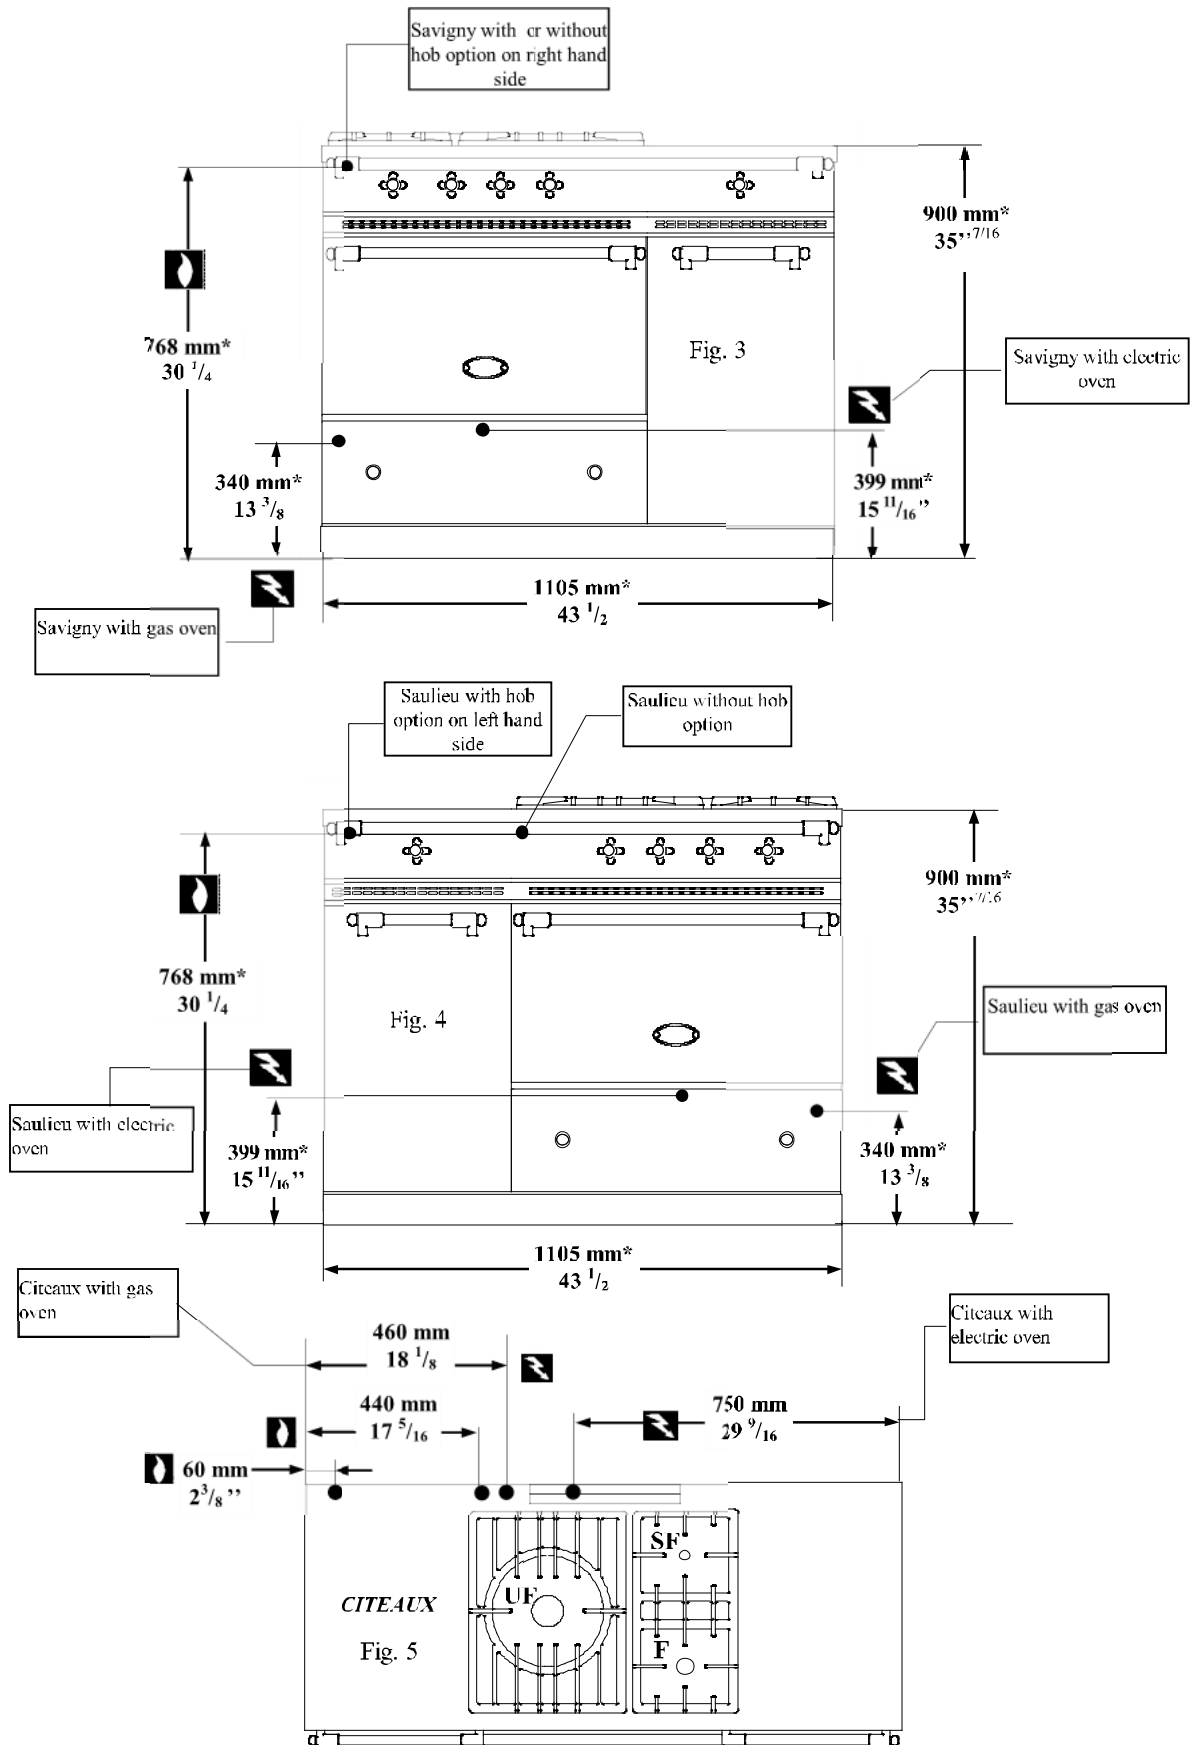 Savigny with or without
hob option on right hand
side
900 mm*
35’’7/16
768 mm*
30 1/4
Fig. 3
Savigny with electric
oven
340 mm*
13 3/8
399 mm*
15 11/16’’
1105 mm*
43 1/2
Savigny with gas oven
Saulieu with hob
option on left hand
side
Saulieu without hob
option
900 mm*
35’’7/16
768 mm*
30 1/4
Fig. 4
Saulieu with gas oven
Saulieu with electric
oven
399 mm*
15 11/16’’
340 mm*
13 3/8
1105 mm*
43 1/2
Citeaux with gas
oven
Citeaux with
electric oven
460 mm
18 1/8
440 mm
17 5/16
750 mm
29 9/16
60 mm
2 3/8’’
SF
UF
CITEAUX
F
Fig. 5